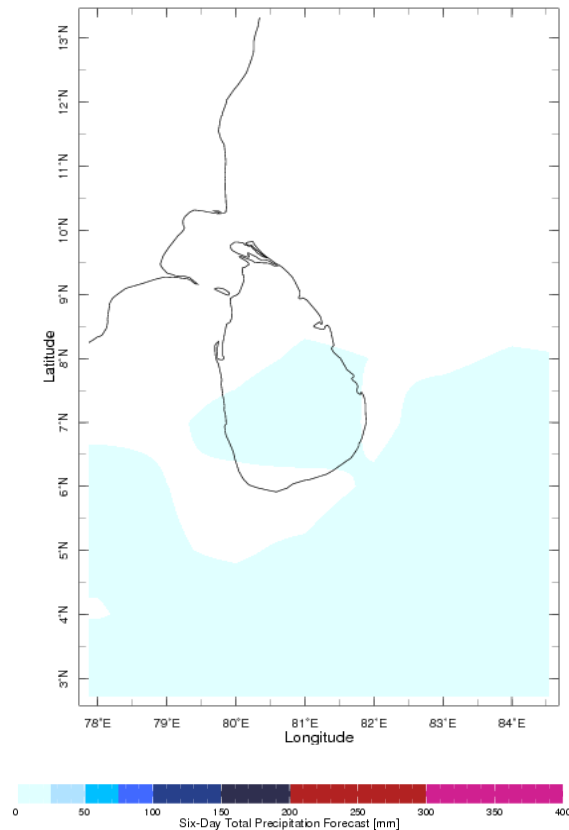 13°N
12°N
11°N
10°N
9°N
8°N
7°N
6°N
5°N
4°N
3°N
Latitude
78°E 79°E 80°E 81°E 82°E 83°E 84°E
Longitude
0 50 100 150 200 250 300 350 400
Six-Day Total Precipitation Forecast [mm]